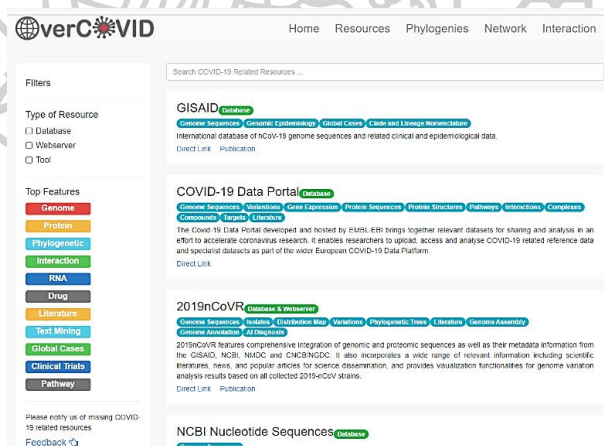 verC VID
Home Resources Phylogenies Network Interaction
Filters
Type of Resource
Database
Webserver
Tool
Top Features
Genome
Protein
Phylogenetic
Interaction
RNA
Drug
Literature
Text Mining
Global Cases
Clinical Trials
Pathway
Please notify us of missing COVID-
19 related resources
Feedback
Search COVID-19 Related Resources ...
GISAID Database
Genome Sequences Genomic Epidemiology Global Cases Clade and Lineage Nomenclature
International database of hCoV-19 genome sequences and related clinical and epidemiological data.
Direct Link Publication
COVID-19 Data Portal Database
Genome Sequences Variations Gene Expression Protein Sequences Protein Structures Pathways Interactions Complexes
Compounds Targets Literature
The Covid-19 Data Portal developed and hosted by EMBL-EBI brings together relevant datasets for sharing and analysis in an
effort to accelerate coronavirus research. It enables researchers to upload, access and analyse COVID-19 related reference data
and specialist datasets as part of the wider European COVID-19 Data Platform.
Direct Link
2019nCoVR Database & Webserver
Genome Sequences Isolates Distribution Map Variations Phylogenetic Trees Literature Genome Assembly
Genome Annotation AI Diagnosis
2019nCoVR features comprehensive integration of genomic and proteomic sequences as well as their metadata information from
the GISAID, NCBI, NMDC and CNCB/NGDC. It also incorporates a wide range of relevant information including scientific
literatures, news, and popular articles for science dissemination, and provides visualization functionalities for genome variation
analysis results based on all collected 2019-nCoV strains.
Direct Link Publication
NCBI Nucleotide Sequences Database